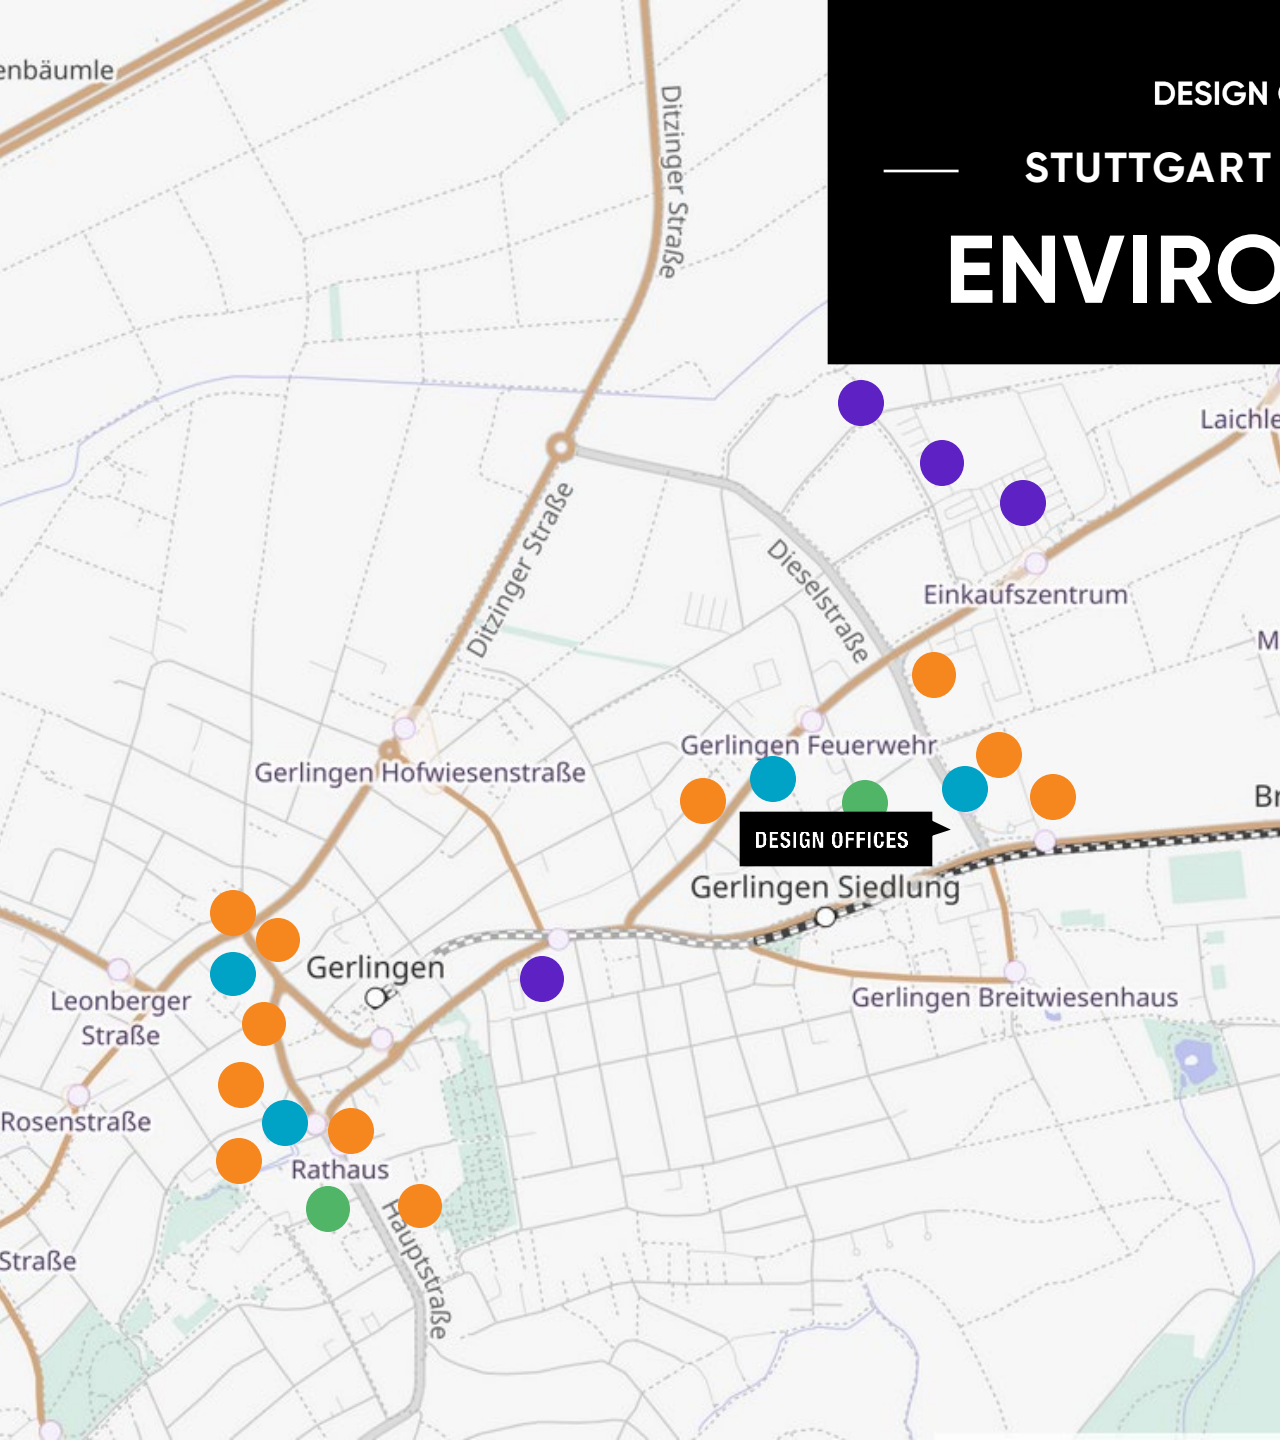 enbäumle
DESIGN
STUTTGART
ENVIRO
Ditzinger Straße
Laichle
Ditzinger Straße
Dieselstraße
Einkaufszentrum
M
Gerlingen Feuerwehr
Gerlingen Hofwiesenstraße
Br
DESIGN OFFICES
Gerlingen Siedlung
Gerlingen
Leonberger
Straße
Gerlingen Breitwiesenhaus
Rosenstraße
Rathaus
Hauptstraße
Straße